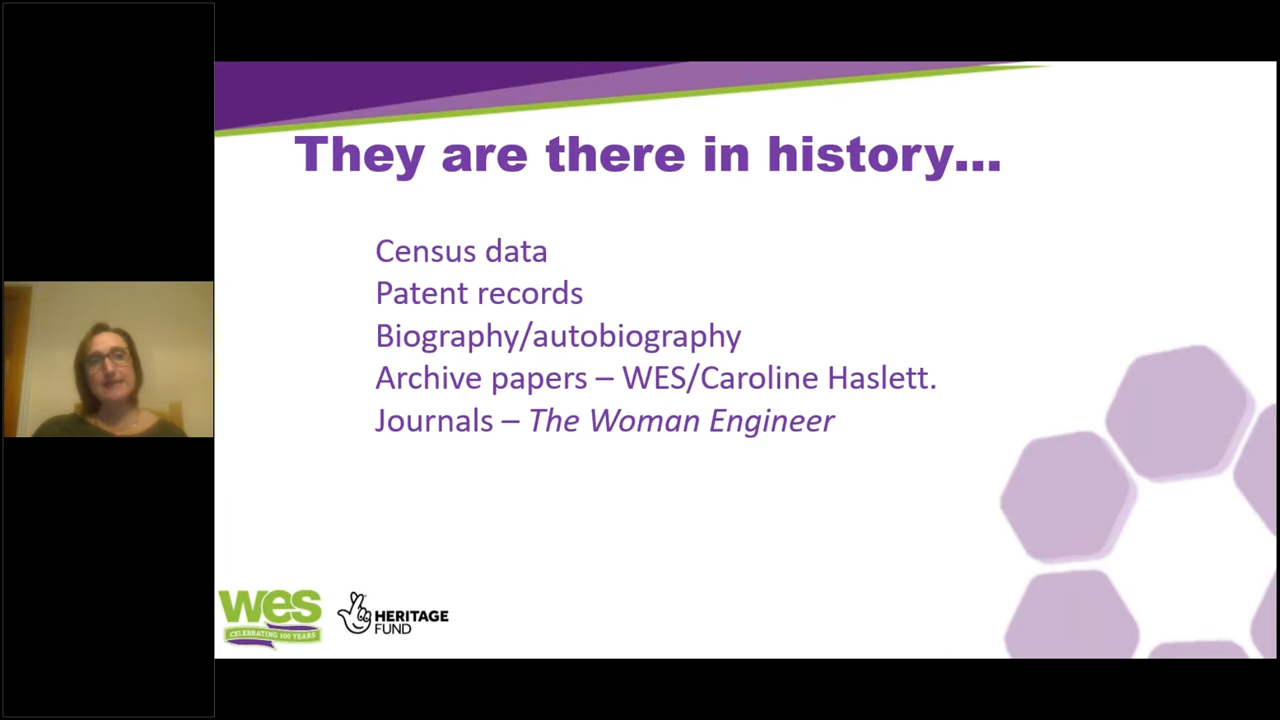 They are there in history...
Census data
Patent records
Biography/autobiography
Archive papers – WES/Caroline Haslett.
Journals – The Woman Engineer
wes
CELEBRATING 100 YEARS
HERITAGE
FUND